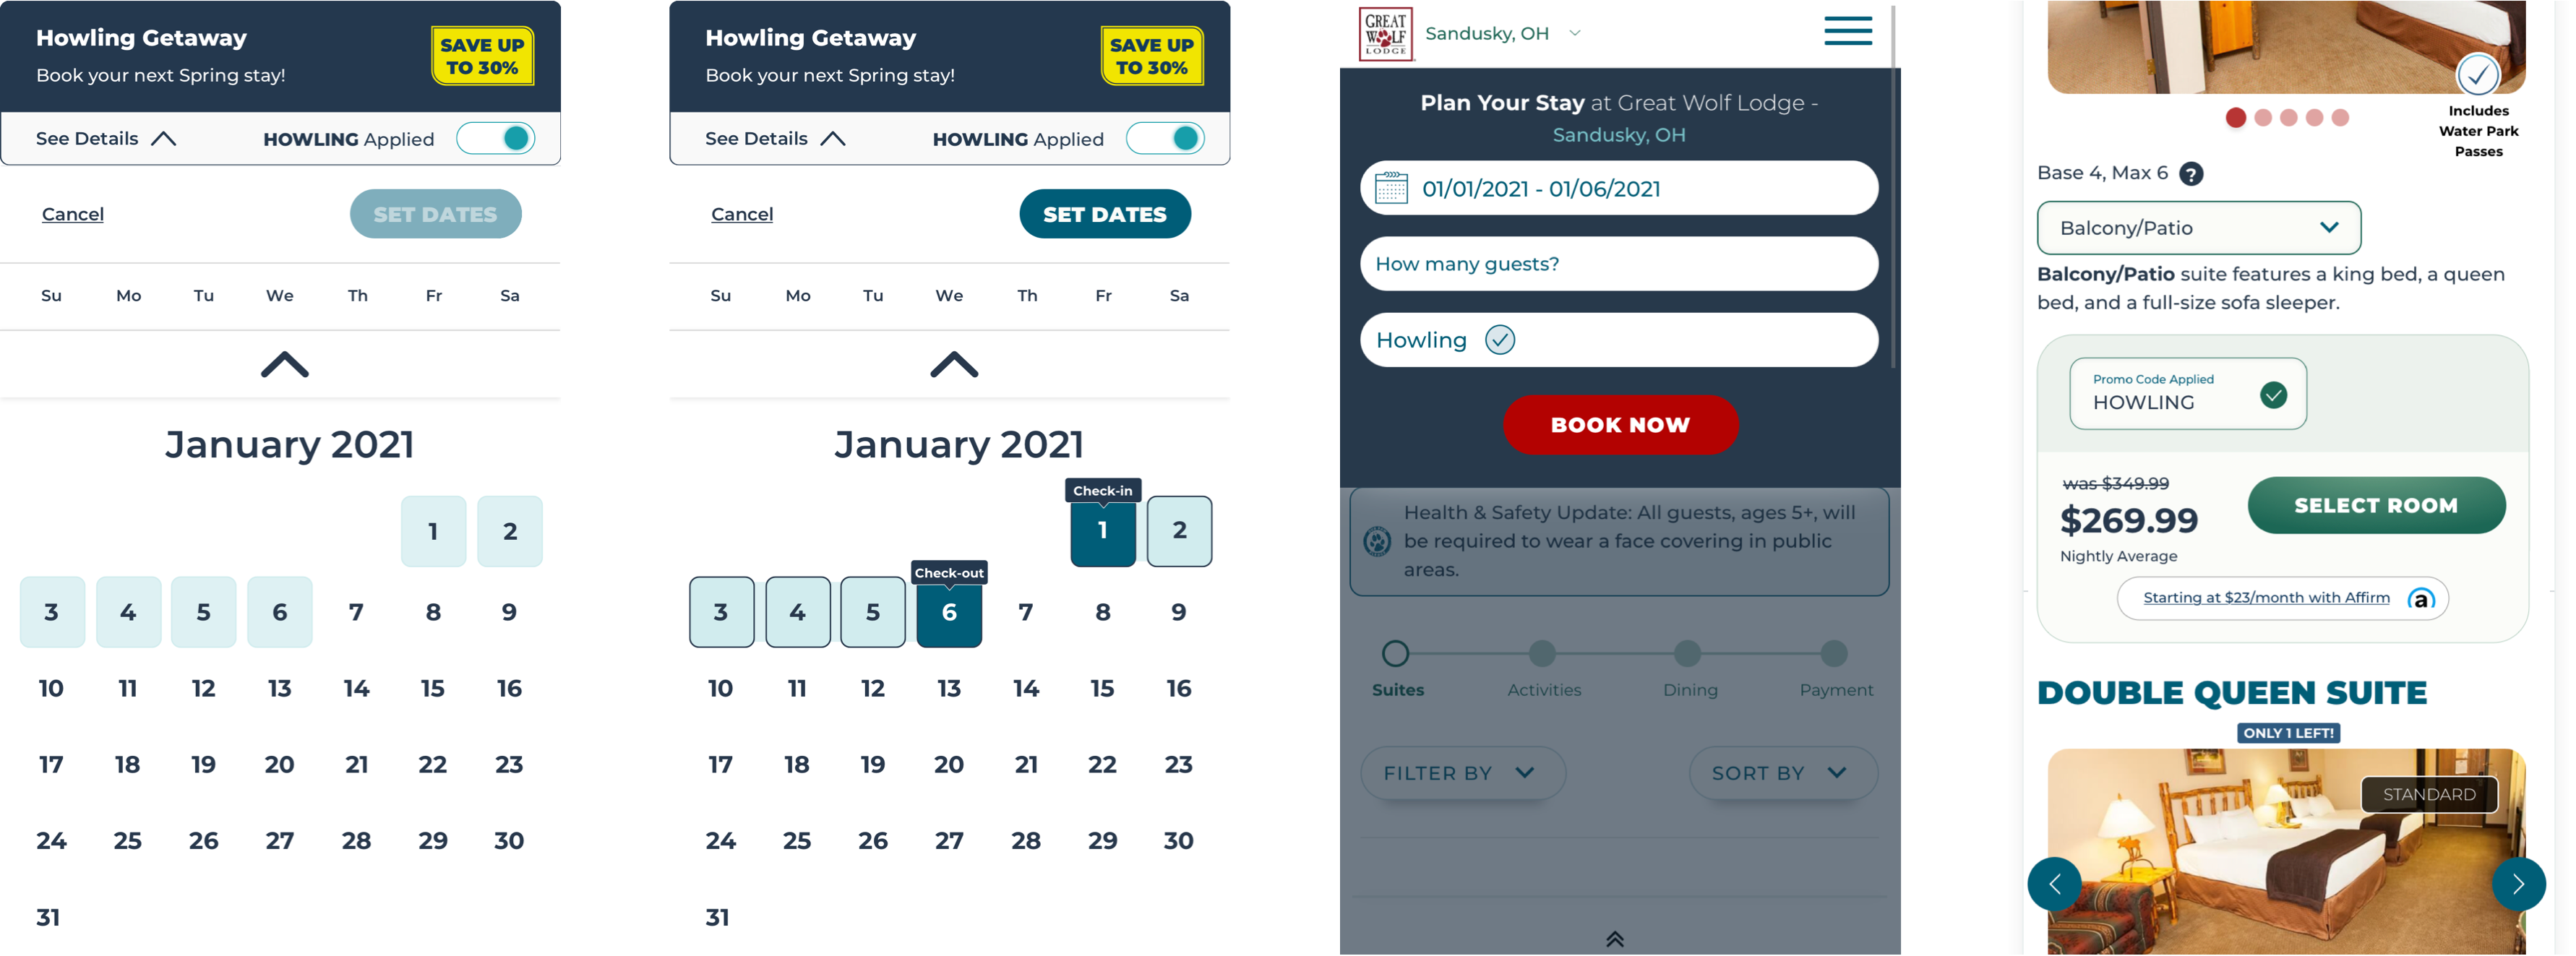 Howling Getaway
Book your next Spring stay!
SAVE UP
TO 30%
See Details
HOWLING Applied
Cancel
SET DATES
Su Mo Tu We Th Fr Sa
January 2021
1 2
3 4 5 6 7 8 9
10 11 12 13 14 15 16
17 18 19 20 21 22 23
24 25 26 27 28 29 30
31
Howling Getaway
Book your next Spring stay!
SAVE UP
TO 30%
See Details
HOWLING Applied
Cancel
SET DATES
Su Mo Tu We Th Fr Sa
January 2021
Check-in
1 2
Check-out
3 4 5 6 7 8 9
10 11 12 13 14 15 16
17 18 19 20 21 22 23
24 25 26 27 28 29 30
31
GREAT
WOLF
LODGE
Sandusky, OH
Plan Your Stay at Great Wolf Lodge -
Sandusky, OH
01/01/2021 - 01/06/2021
How many guests?
Howling
BOOK NOW
Health & Safety Update: All guests, ages 5+, will
be required to wear a face covering in public
areas.
Suites Activities Dining Payment
FILTER BY SORT BY
Includes
Water Park
Passes
Base 4, Max 6 ?
Balcony/Patio
Balcony/Patio suite features a king bed, a queen
bed, and a full-size sofa sleeper.
Promo Code Applied
HOWLING
was $349.99
$269.99
Nightly Average
SELECT ROOM
Starting at $23/month with Affirm a
DOUBLE QUEEN SUITE
ONLY 1 LEFT!
STANDARD